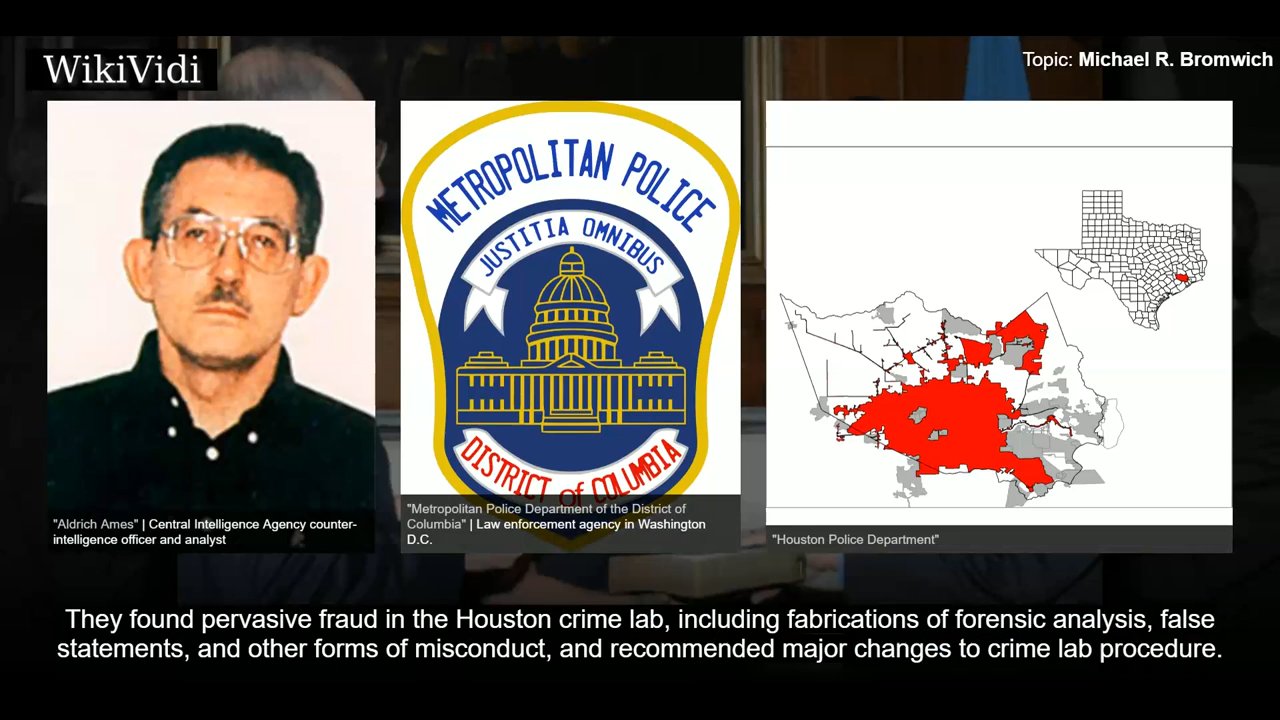 WikiVidi
Topic: Michael R. Bromwich
METROPOLITAN POLICE
JUSTITIA OMNIBUS
DISTRICT of COLUMBIA
"Aldrich Ames" | Central Intelligence Agency counter-
intelligence officer and analyst
"Metropolitan Police Department of the District of
Columbia" | Law enforcement agency in Washington
D.C.
"Houston Police Department"
They found pervasive fraud in the Houston crime lab, including fabrications of forensic analysis, false
statements, and other forms of misconduct, and recommended major changes to crime lab procedure.